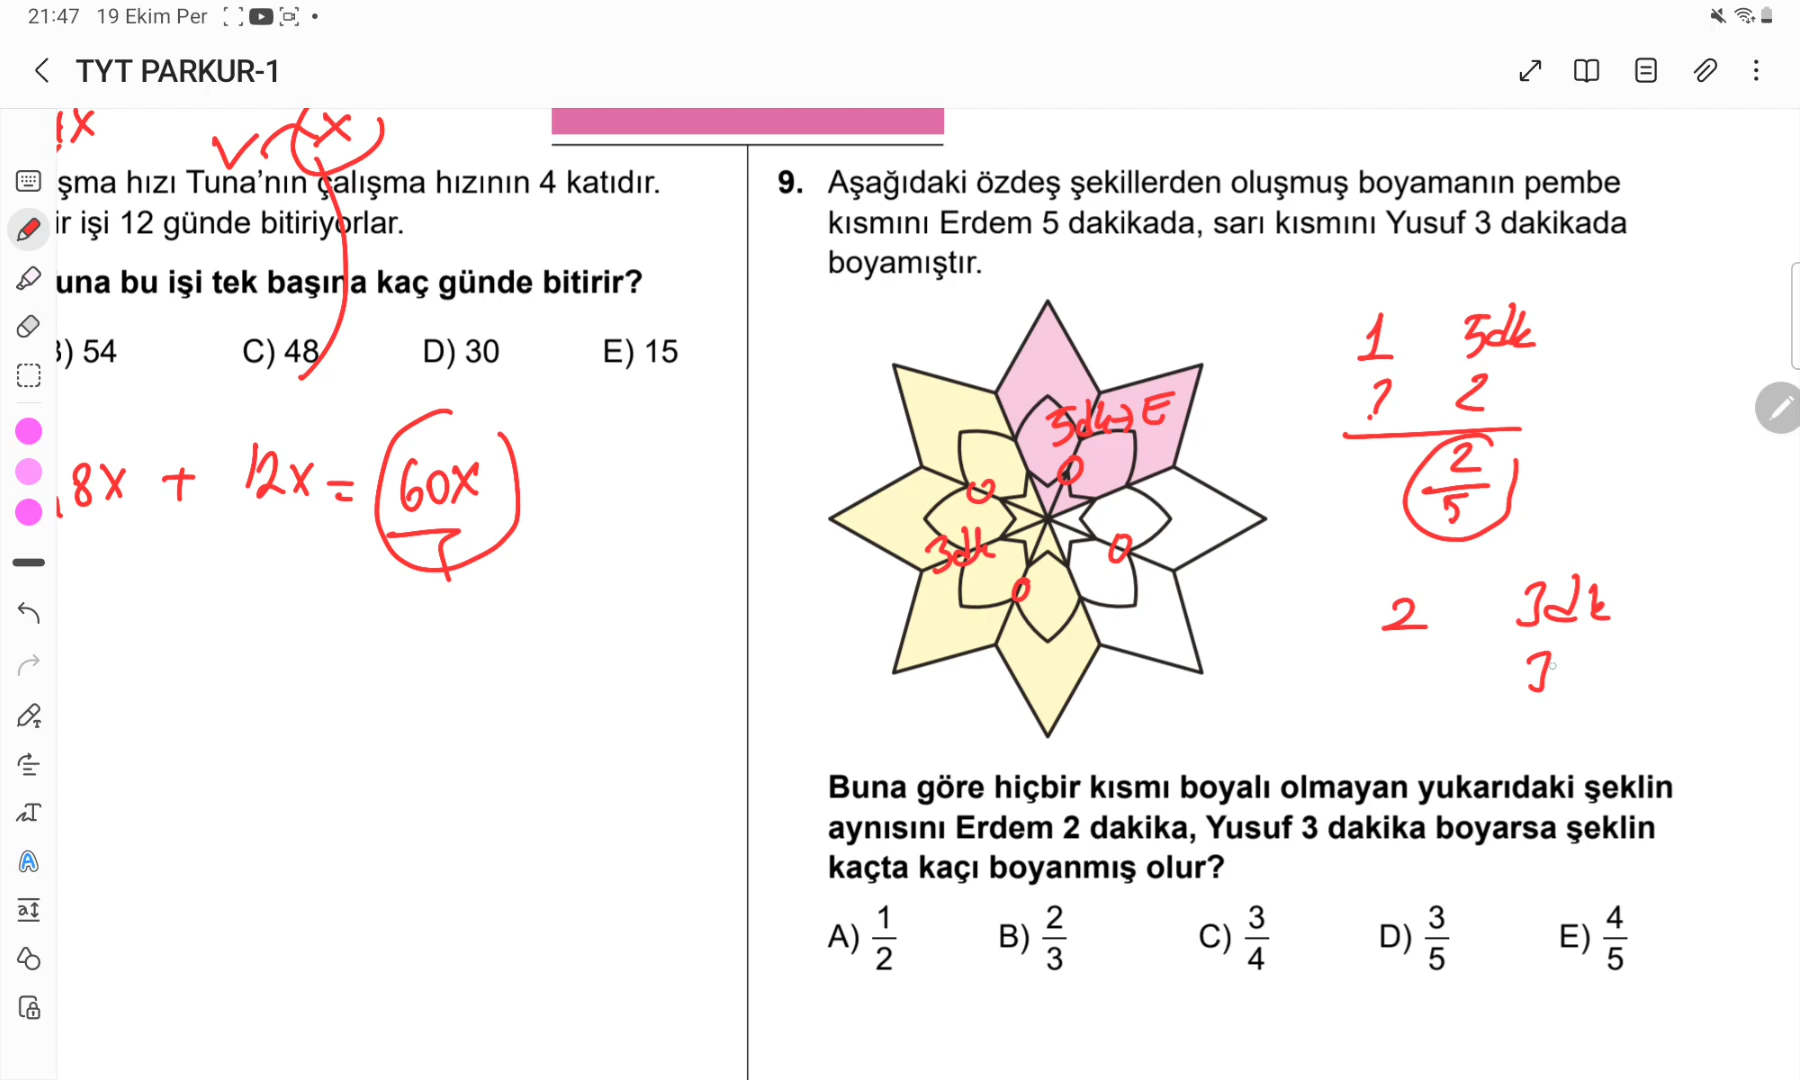 21:47 19 Ekim Per
TYT PARKUR-1
x
x
şma hızı Tuna'nın çalışma hızının 4 katıdır.
ir işi 12 günde bitiriyorlar.
una bu işi tek başına kaç günde bitirir?
) 54 C) 48 D) 30 E) 15
8x + 12x = 60x
9. Aşağıdaki özdeş şekillerden oluşmuş boyamanın pembe
kısmını Erdem 5 dakikada, sarı kısmını Yusuf 3 dakikada
boyamıştır.
5dk→E
3dk
1 5dk
? 2
2
5
2 3dk
3
Buna göre hiçbir kısmı boyalı olmayan yukarıdaki şeklin
aynısını Erdem 2 dakika, Yusuf 3 dakika boyarsa şeklin
kaçta kaçı boyanmış olur?
A) 1/2 B) 2/3 C) 3/4 D) 3/5 E) 4/5